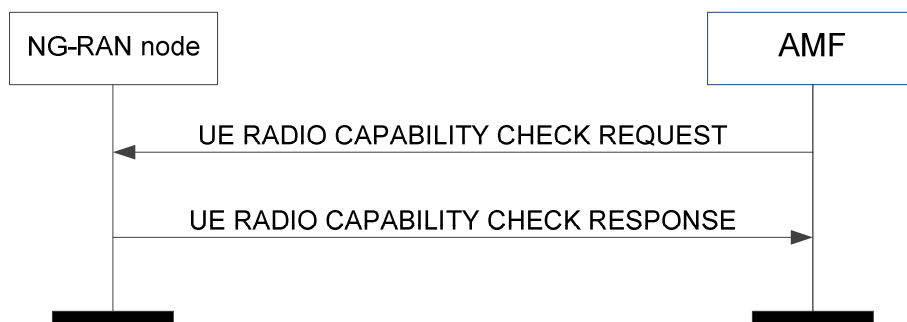 NG-RAN node
AMF
UE RADIO CAPABILITY CHECK REQUEST
UE RADIO CAPABILITY CHECK RESPONSE